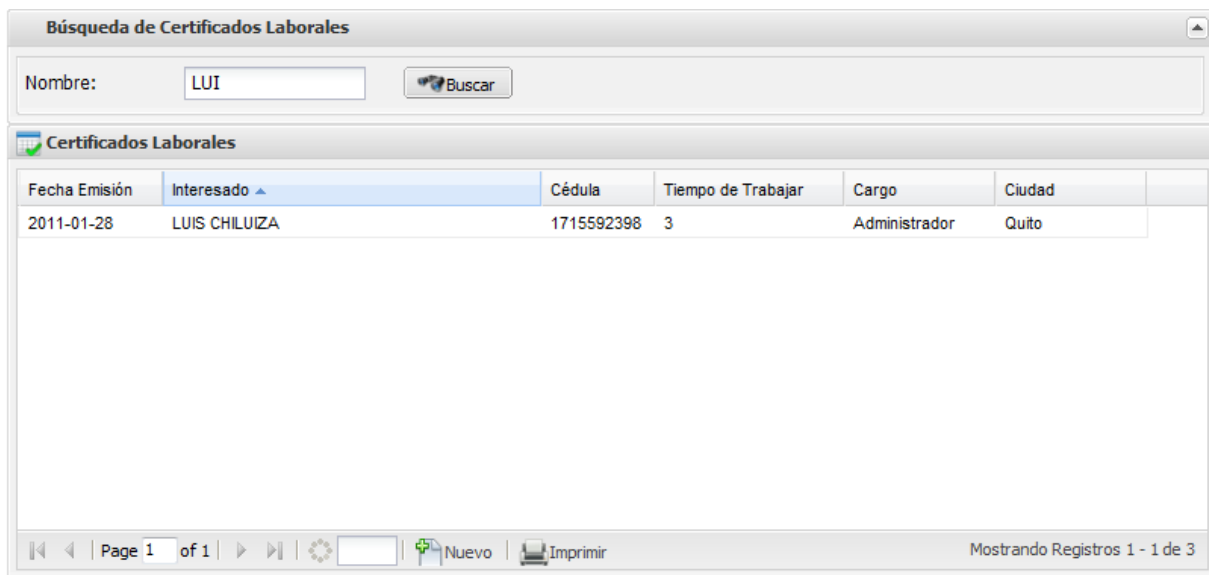 Búsqueda de Certificados Laborales
Nombre: LUI Buscar
Certificados Laborales
Fecha Emisión Interesado Cédula Tiempo de Trabajar Cargo Ciudad
2011-01-28 LUIS CHILUIZA 1715592398 3 Administrador Quito
Page 1 of 1 Nuevo Imprimir Mostrando Registros 1 - 1 de 3